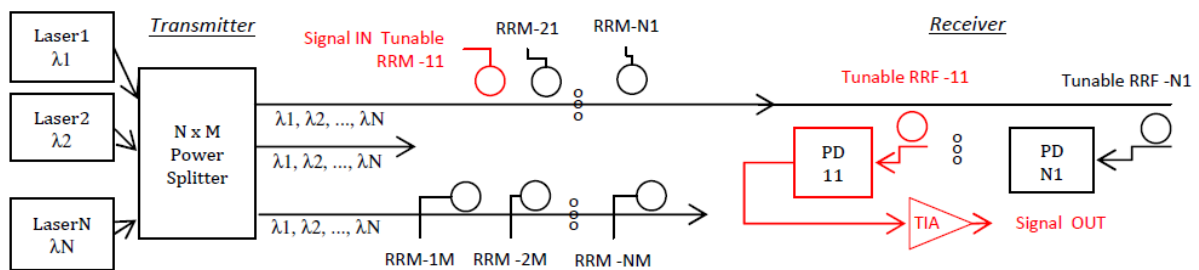 Transmitter
Receiver
Laser1
λ1
Laser2
λ2
LaserN
λN
N x M
Power
Splitter
Signal IN Tunable
RRM -11
RRM-21
RRM-N1
λ1, λ2, ..., λN
λ1, λ2, ..., λN
λ1, λ2, ..., λN
RRM-1M
RRM -2M
RRM -NM
Tunable RRF -11
Tunable RRF -N1
PD
11
PD
N1
TIA
Signal OUT